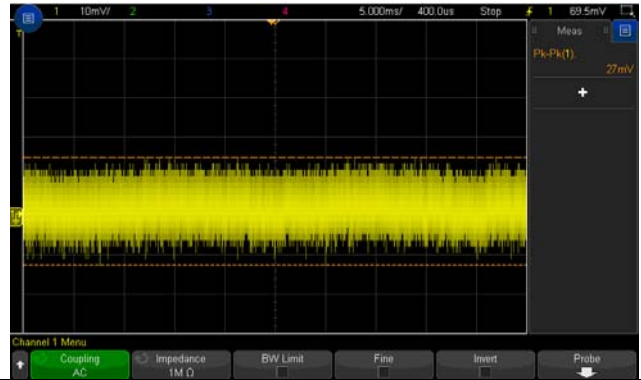 1 10mV/ 2 3 4 5.000ms/ 400.0us Stop 1 69.5mV
T
Meas
Pk-Pk(1).
27mV
+
Channel 1 Menu
Coupling Impedance BW Limit Fine Invert Probe
AC 1M Ω